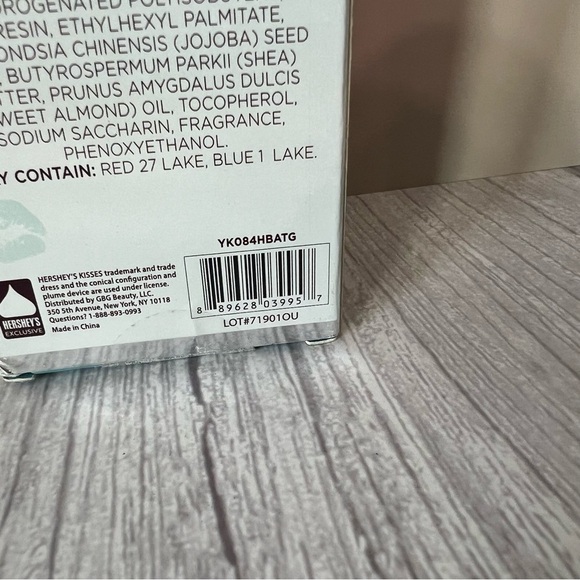 RESIN, ETHYLHEXYL PALMITATE,
CHINENSIS (JOJOBA) SEED
BUTYROSPERMUM PARKII (SHEA)
PRUNUS AMYGDALUS DULCIS
ALMOND) OIL, TOCOPHEROL,
SODIUM SACCHARIN, FRAGRANCE,
PHENOXYETHANOL.
CONTAIN: RED 27 LAKE, BLUE 1 LAKE.
YK084HBATG
HERSHEY'S KISSES trademark and trade
dress and the conical configuration and
plume device are used under license.
Distributed by GBG Beauty, LLC.
350 5th Avenue, New York, NY 10118
Questions? 1-888-893-0993
Made in China
HERSHEY'S
EXCLUSIVE
8 89628 03995 7
LOT#71901OU